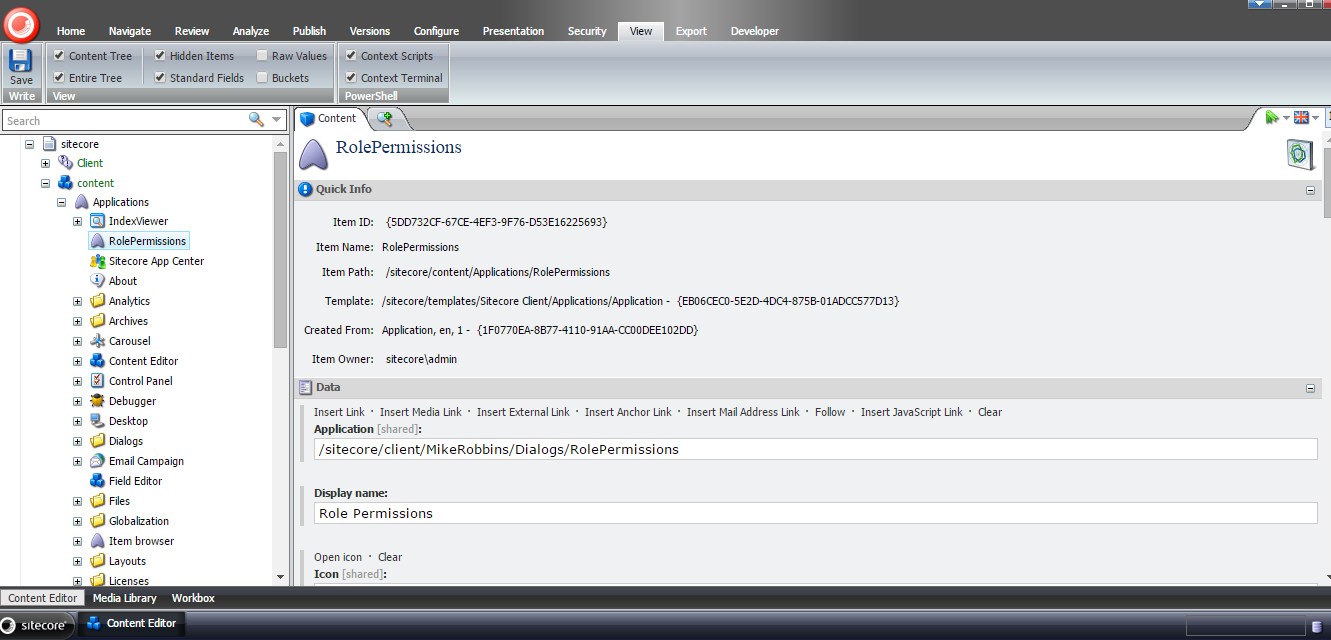 Home Navigate Review Analyze Publish Versions Configure Presentation Security View Export Developer
Save
Write
Content Tree
Entire Tree
Hidden Items
Standard Fields
Raw Values
Buckets
View
Context Scripts
Context Terminal
PowerShell
Search
sitecore
Client
content
Applications
IndexViewer
RolePermissions
Sitecore App Center
About
Analytics
Archives
Carousel
Content Editor
Control Panel
Debugger
Desktop
Dialogs
Email Campaign
Field Editor
Files
Globalization
Item browser
Layouts
Licenses
Content
RolePermissions
Quick Info
Item ID: {5DD732CF-67CE-4EF3-9F76-D53E16225693}
Item Name: RolePermissions
Item Path: /sitecore/content/Applications/RolePermissions
Template: /sitecore/templates/Sitecore Client/Applications/Application - {EB06CEC0-5E2D-4DC4-875B-01ADCC577D13}
Created From: Application, en, 1 - {1F0770EA-8B77-4110-91AA-CC00DEE102DD}
Item Owner: sitecore\admin
Data
Insert Link · Insert Media Link · Insert External Link · Insert Anchor Link · Insert Mail Address Link · Follow · Insert JavaScript Link · Clear
Application [shared]:
/sitecore/client/MikeRobbins/Dialogs/RolePermissions
Display name:
Role Permissions
Open icon · Clear
Icon [shared]:
Content Editor Media Library Workbox
sitecore Content Editor